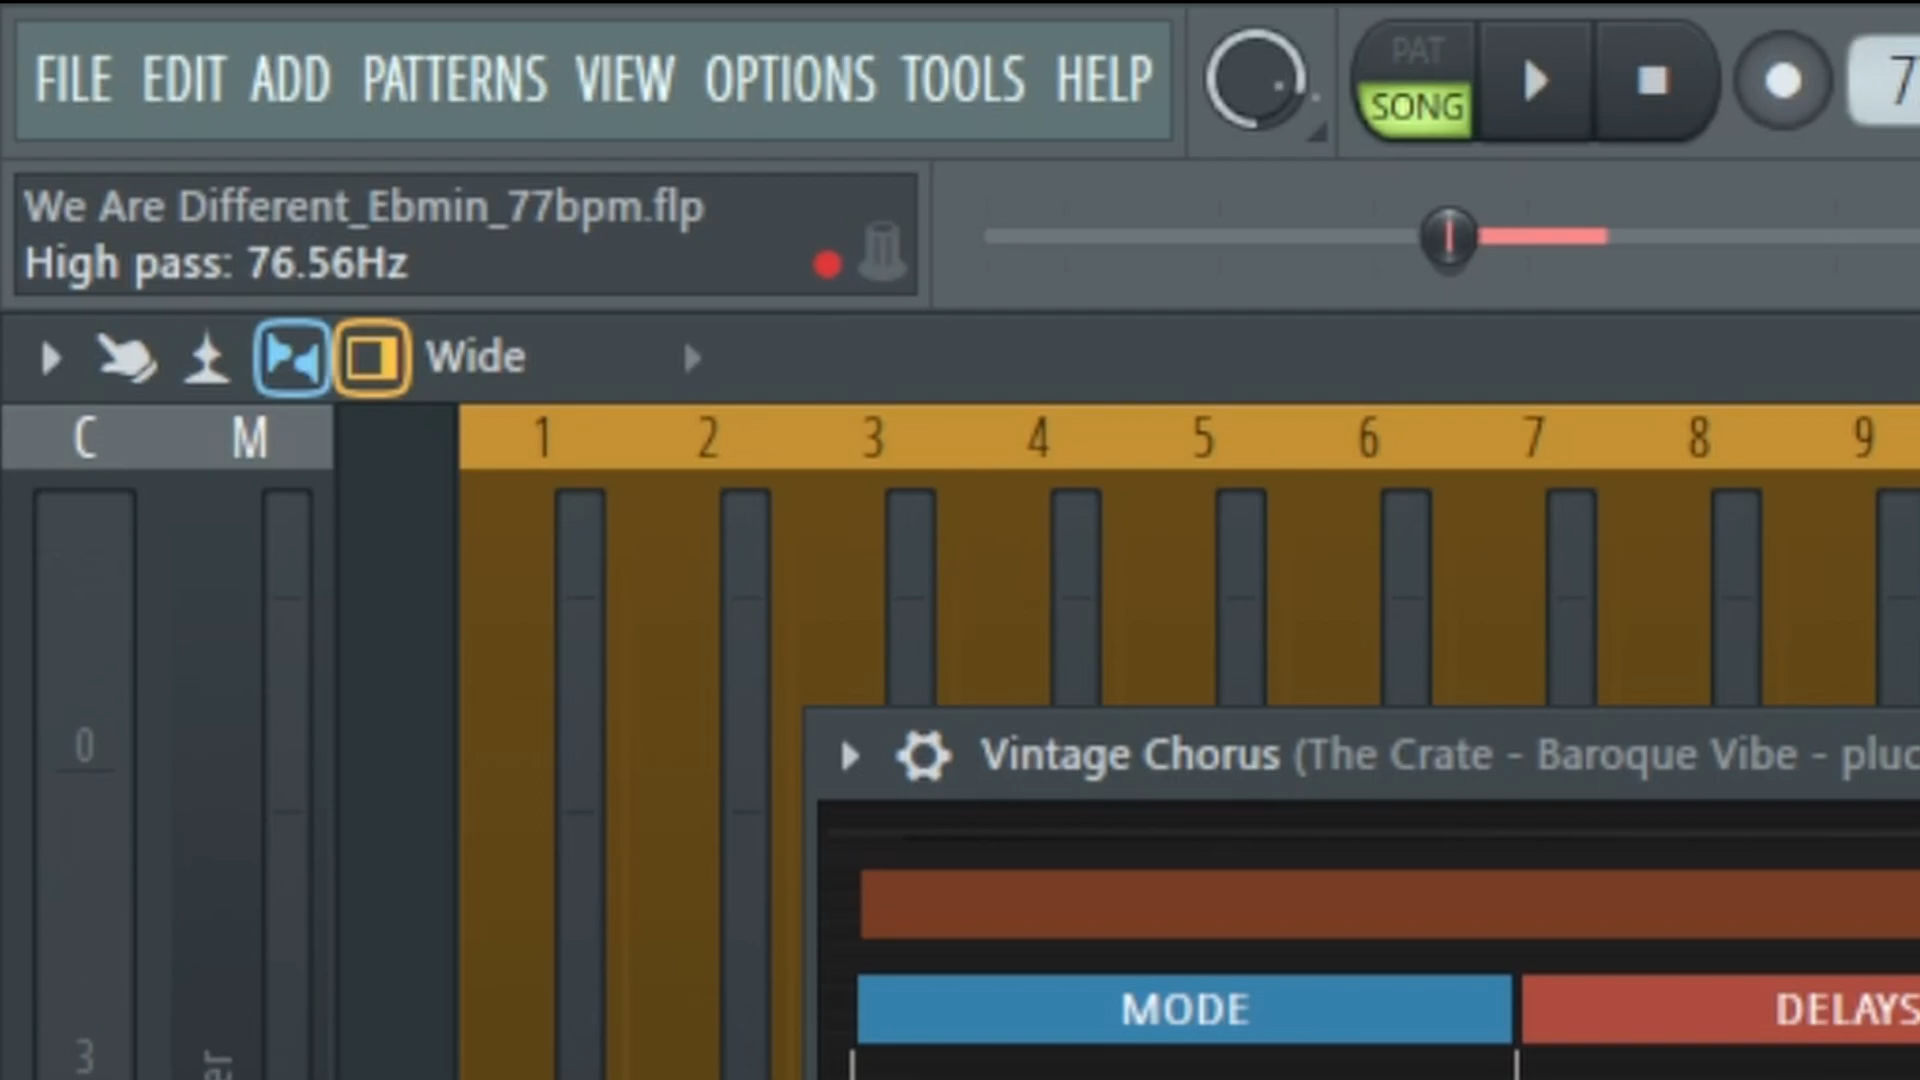 FILE EDIT ADD PATTERNS VIEW OPTIONS TOOLS HELP
PAT
SONG
7
We Are Different_Ebmin_77bpm.flp
High pass: 76.56Hz
Wide
C M 1 2 3 4 5 6 7 8 9
0
Vintage Chorus (The Crate - Baroque Vibe - pluc
MODE DELAYS
3
er